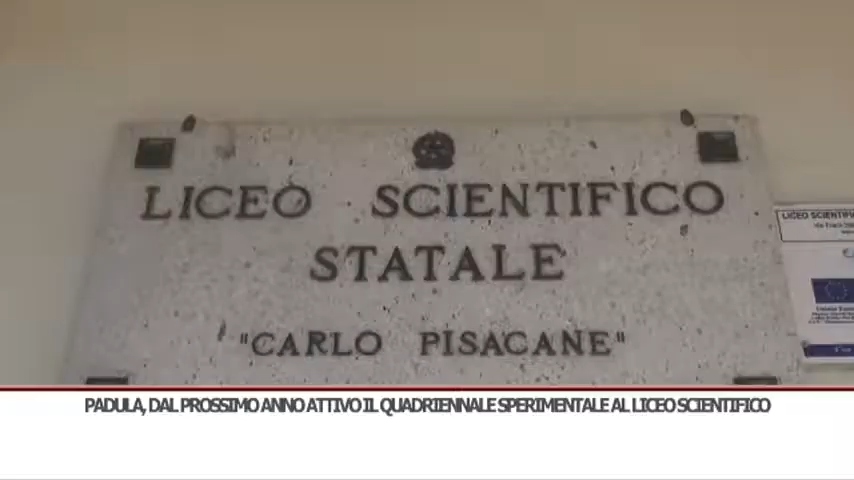 LICEO SCIENTIFICO
STATALE
"CARLO PISACANE"
LICEO SCIENTIFI
PADULA, DAL PROSSIMO ANNO ATTIVO IL QUADRIENNALE SPERIMENTALE AL LICEO SCIENTIFICO